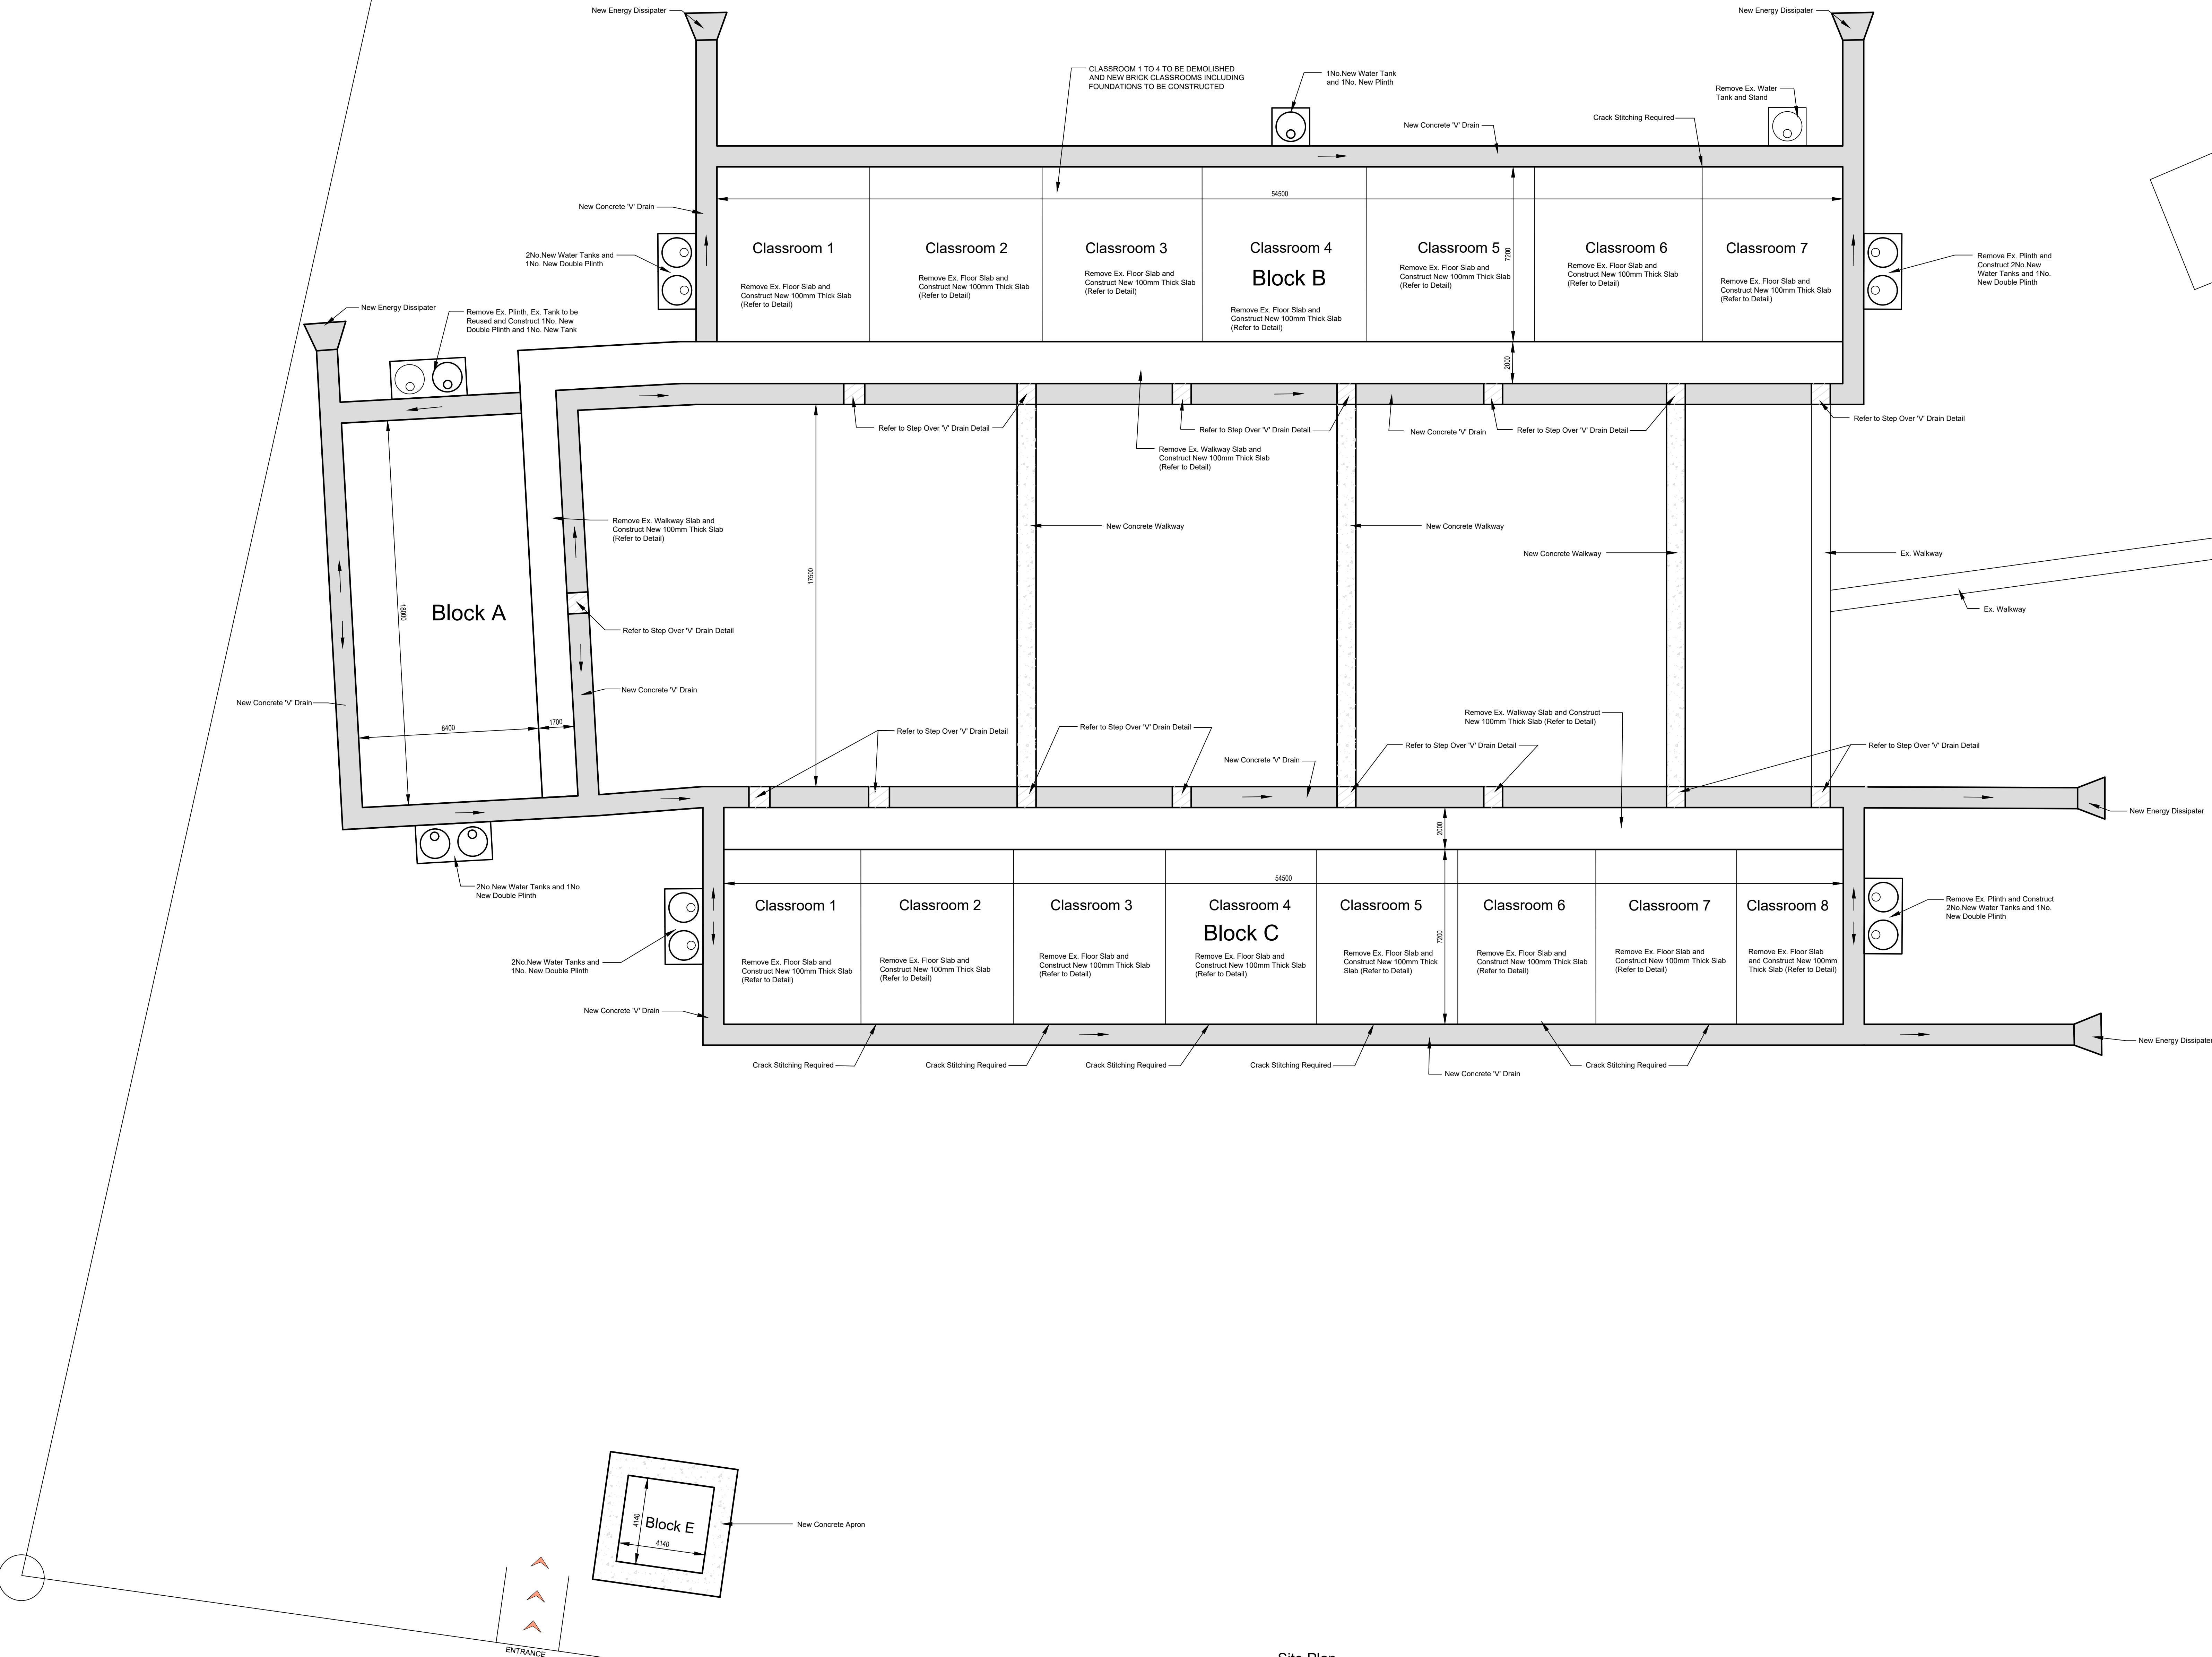 New Energy Dissipater
New Energy Dissipater
CLASSROOM 1 TO 4 TO BE DEMOLISHED
AND NEW BRICK CLASSROOMS INCLUDING
FOUNDATIONS TO BE CONSTRUCTED
1No.New Water Tank
and 1No. New Plinth
Remove Ex. Water
Tank and Stand
Crack Stitching Required
New Concrete 'V' Drain
54500
New Concrete 'V' Drain
2No.New Water Tanks and
1No. New Double Plinth
Classroom 1
Remove Ex. Floor Slab and
Construct New 100mm Thick Slab
(Refer to Detail)
Classroom 2
Remove Ex. Floor Slab and
Construct New 100mm Thick Slab
(Refer to Detail)
Classroom 3
Remove Ex. Floor Slab and
Construct New 100mm Thick Slab
(Refer to Detail)
Classroom 4
Block B
Remove Ex. Floor Slab and
Construct New 100mm Thick Slab
(Refer to Detail)
Classroom 5
Remove Ex. Floor Slab and
Construct New 100mm Thick Slab
(Refer to Detail)
7200
Classroom 6
Remove Ex. Floor Slab and
Construct New 100mm Thick Slab
(Refer to Detail)
Classroom 7
Remove Ex. Floor Slab and
Construct New 100mm Thick Slab
(Refer to Detail)
Remove Ex. Plinth and
Construct 2No.New
Water Tanks and 1No.
New Double Plinth
New Energy Dissipater
Remove Ex. Plinth, Ex. Tank to be
Reused and Construct 1No. New
Double Plinth and 1No. New Tank
2000
Refer to Step Over 'V' Drain Detail
Refer to Step Over 'V' Drain Detail
New Concrete 'V' Drain
Refer to Step Over 'V' Drain Detail
Refer to Step Over 'V' Drain Detail
Remove Ex. Walkway Slab and
Construct New 100mm Thick Slab
(Refer to Detail)
Remove Ex. Walkway Slab and
Construct New 100mm Thick Slab
(Refer to Detail)
New Concrete Walkway
New Concrete Walkway
New Concrete Walkway
Ex. Walkway
Ex. Walkway
17500
18000
Block A
Refer to Step Over 'V' Drain Detail
New Concrete 'V' Drain
New Concrete 'V' Drain
8400
1700
Refer to Step Over 'V' Drain Detail
Refer to Step Over 'V' Drain Detail
Remove Ex. Walkway Slab and Construct
New 100mm Thick Slab (Refer to Detail)
Refer to Step Over 'V' Drain Detail
Refer to Step Over 'V' Drain Detail
New Concrete 'V' Drain
New Energy Dissipater
2000
2No.New Water Tanks and 1No.
New Double Plinth
54500
Classroom 1
Remove Ex. Floor Slab and
Construct New 100mm Thick Slab
(Refer to Detail)
Classroom 2
Remove Ex. Floor Slab and
Construct New 100mm Thick Slab
(Refer to Detail)
Classroom 3
Remove Ex. Floor Slab and
Construct New 100mm Thick Slab
(Refer to Detail)
Classroom 4
Block C
Remove Ex. Floor Slab and
Construct New 100mm Thick Slab
(Refer to Detail)
Classroom 5
Remove Ex. Floor Slab and
Construct New 100mm Thick
Slab (Refer to Detail)
7200
Classroom 6
Remove Ex. Floor Slab and
Construct New 100mm Thick Slab
(Refer to Detail)
Classroom 7
Remove Ex. Floor Slab and
Construct New 100mm Thick Slab
(Refer to Detail)
Classroom 8
Remove Ex. Floor Slab
and Construct New 100mm
Thick Slab (Refer to Detail)
Remove Ex. Plinth and Construct
2No.New Water Tanks and 1No.
New Double Plinth
2No.New Water Tanks and
1No. New Double Plinth
New Concrete 'V' Drain
New Energy Dissipater
Crack Stitching Required
Crack Stitching Required
Crack Stitching Required
Crack Stitching Required
Crack Stitching Required
New Concrete 'V' Drain
4140
Block E
4140
New Concrete Apron
ENTRANCE
Site Plan